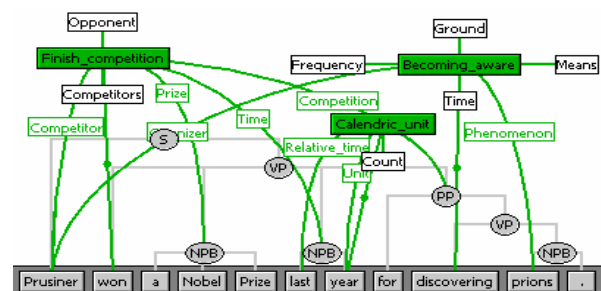 Opponent
Ground
Finish_competition
Frequency
Becoming_aware
Means
Competitors
Prize
Competition
Time
Competitor
Time
Calendric_unit
Phenomenon
S
Relative_time
Count
VP
Unit
PP
VP
NPB
NPB
NPB
Prusiner won a Nobel Prize last year for discovering prions .